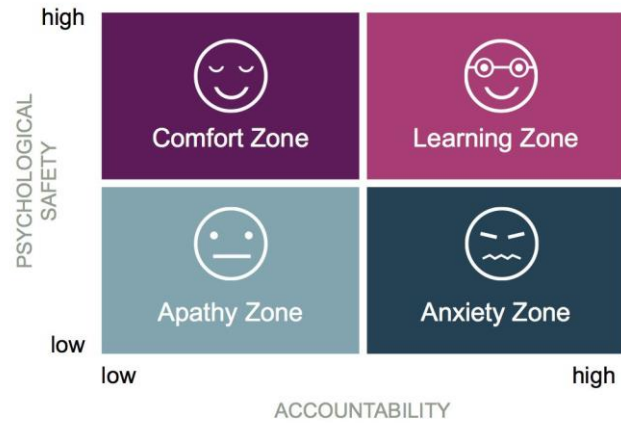 high
PSYCHOLOGICAL
SAFETY
Comfort Zone
Learning Zone
Apathy Zone
Anxiety Zone
low
low
high
ACCOUNTABILITY